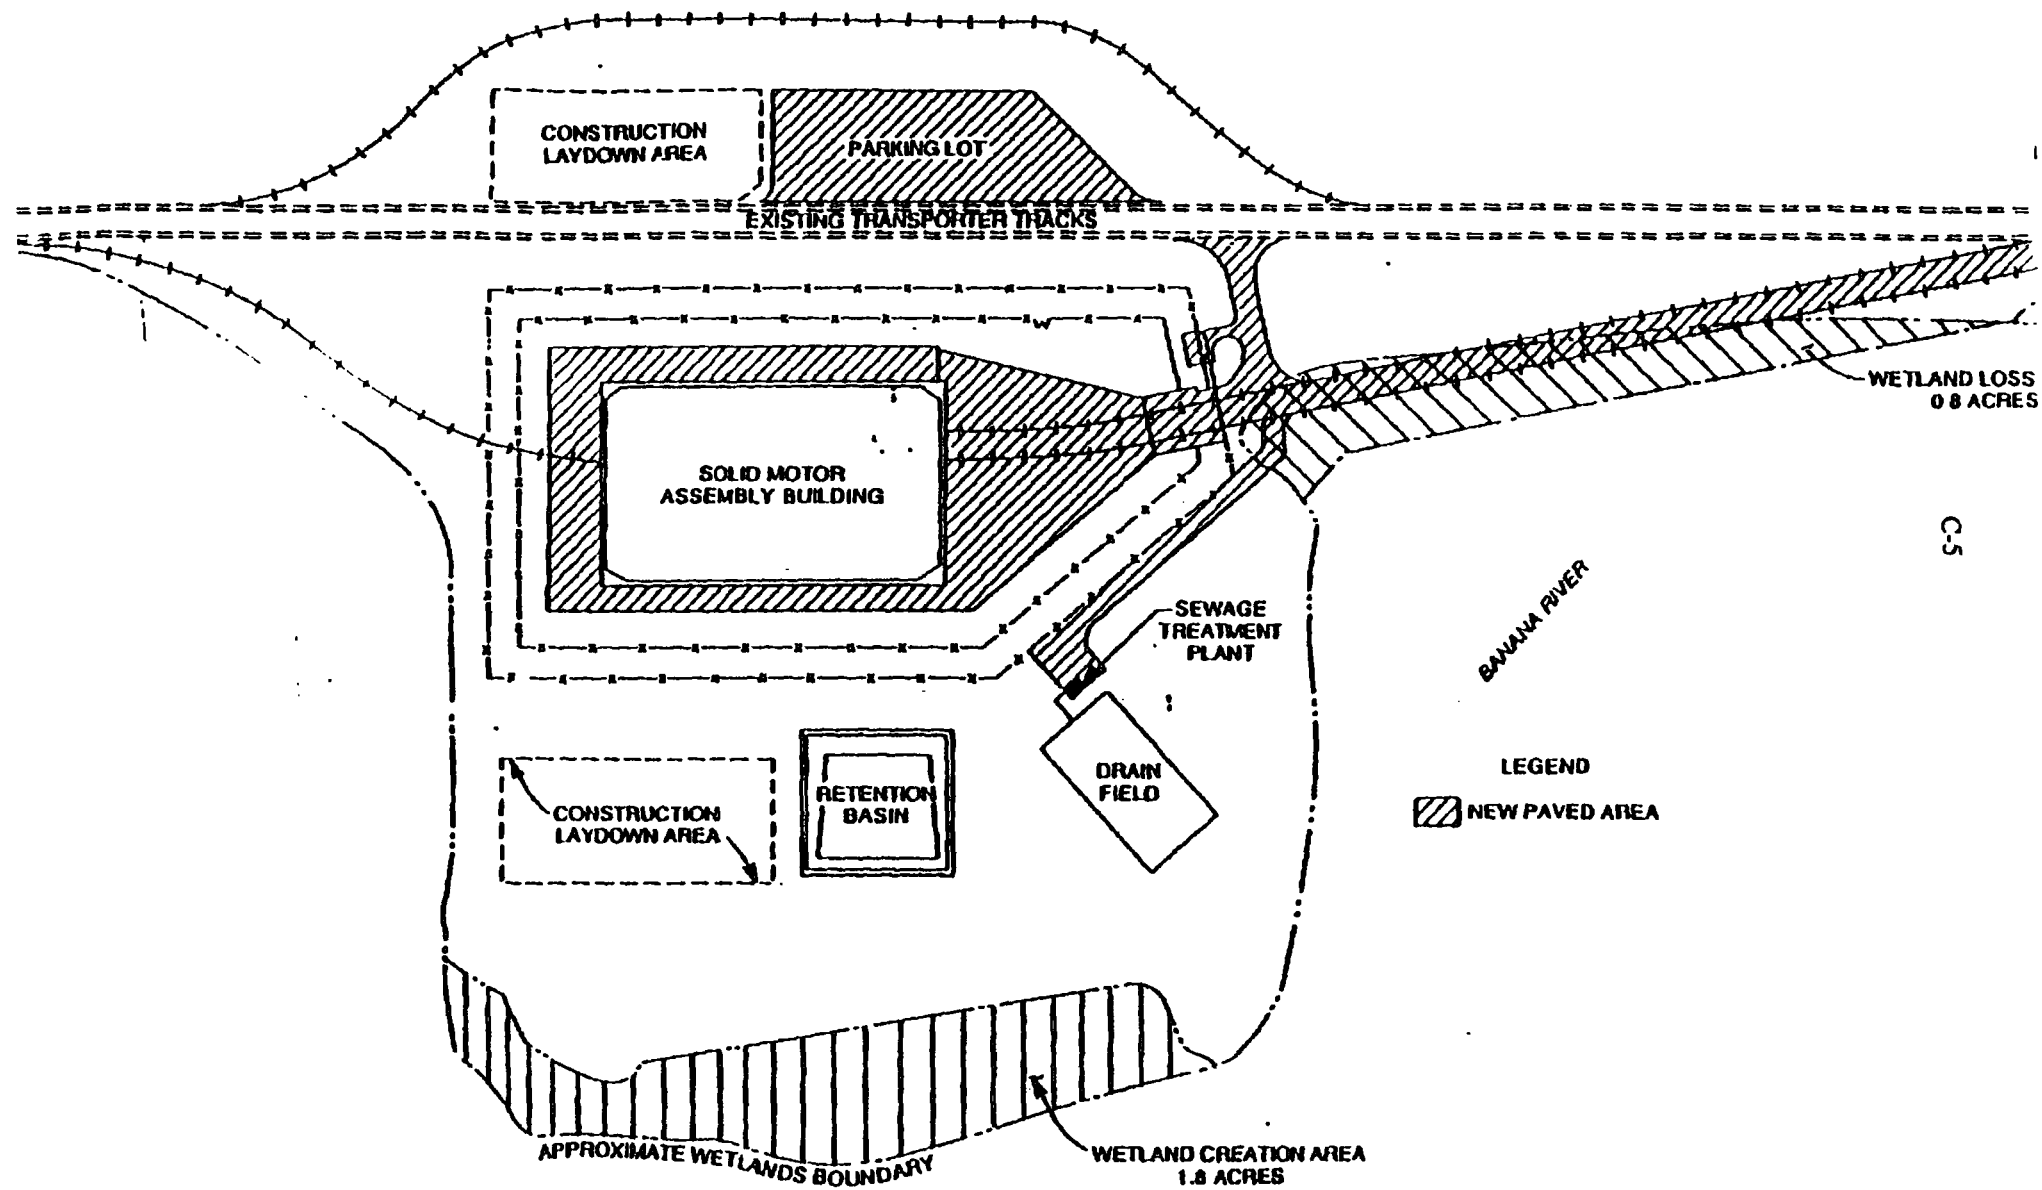 CONSTRUCTION
LAYDOWN AREA
PARKING LOT
EXISTING TRANSPORTER TRACKS
WETLAND LOSS
0 8 ACRES
SOLID MOTOR
ASSEMBLY BUILDING
C-5
BANANA RIVER
SEWAGE
TREATMENT
PLANT
LEGEND
NEW PAVED AREA
DRAIN
FIELD
RETENTION
BASIN
CONSTRUCTION
LAYDOWN AREA
APPROXIMATE WETLANDS BOUNDARY
WETLAND CREATION AREA
1.8 ACRES